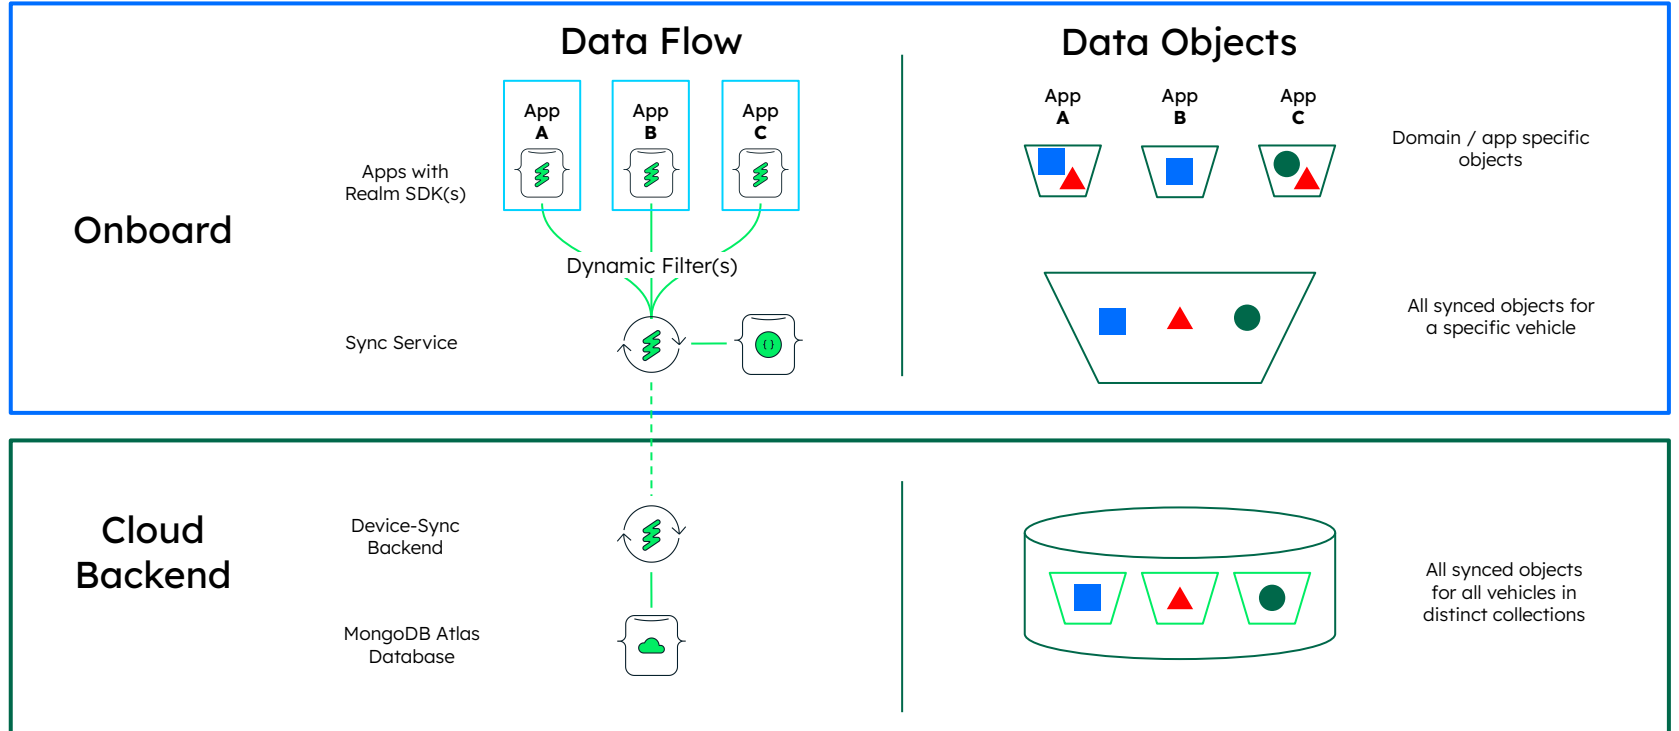 Data Flow
Data Objects
App
A
App
B
App
C
App
A
App
B
App
C
Domain / app specific
objects
Apps with
Realm SDK(s)
Onboard
Dynamic Filter(s)
All synced objects for
a specific vehicle
Sync Service
{ }
Cloud
Backend
Device-Sync
Backend
All synced objects
for all vehicles in
distinct collections
MongoDB Atlas
Database